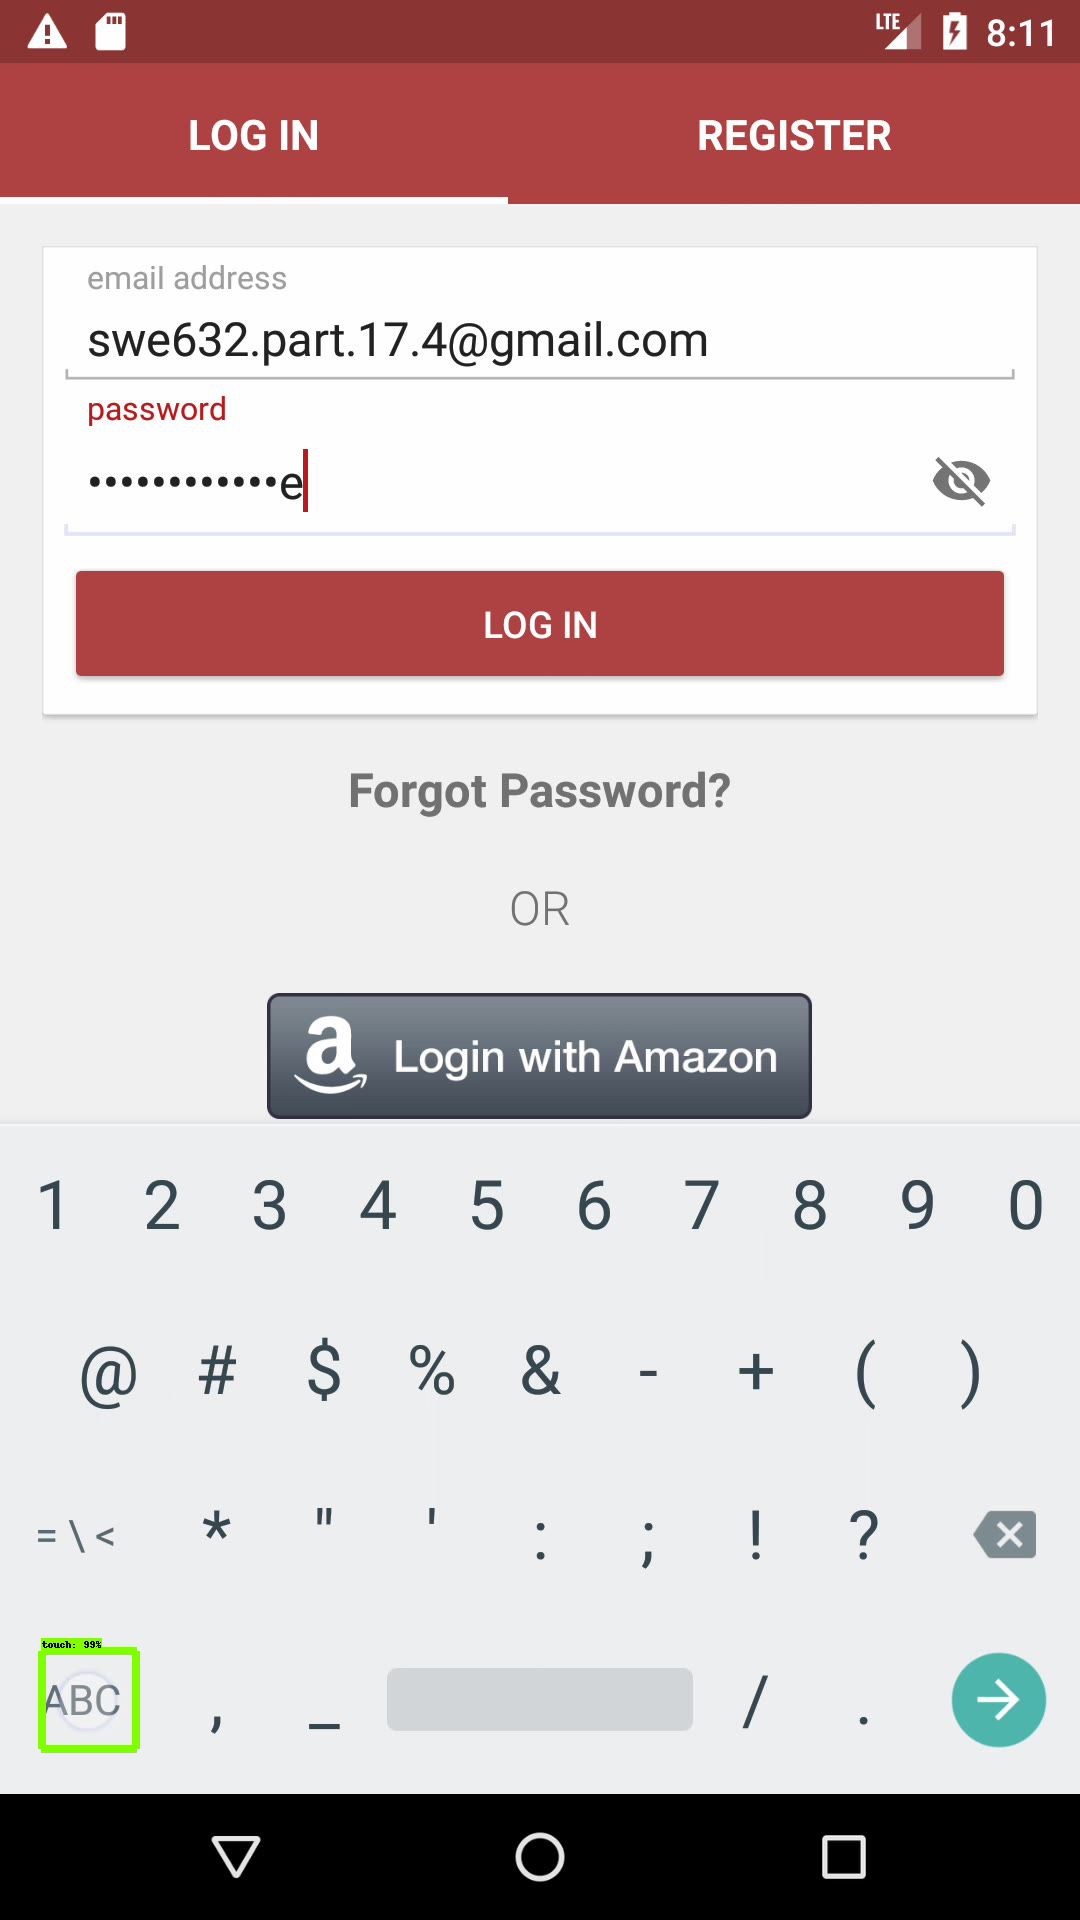 LTE 8:11
LOG IN REGISTER
email address
swe632.part.17.4@gmail.com
password
••••••••••••e
LOG IN
Forgot Password?
OR
a Login with Amazon
1 2 3 4 5 6 7 8 9 0
@ # $ % & - + ( )
= \ < * " ' : ; ! ?
touch: 99%
ABC , _ / .